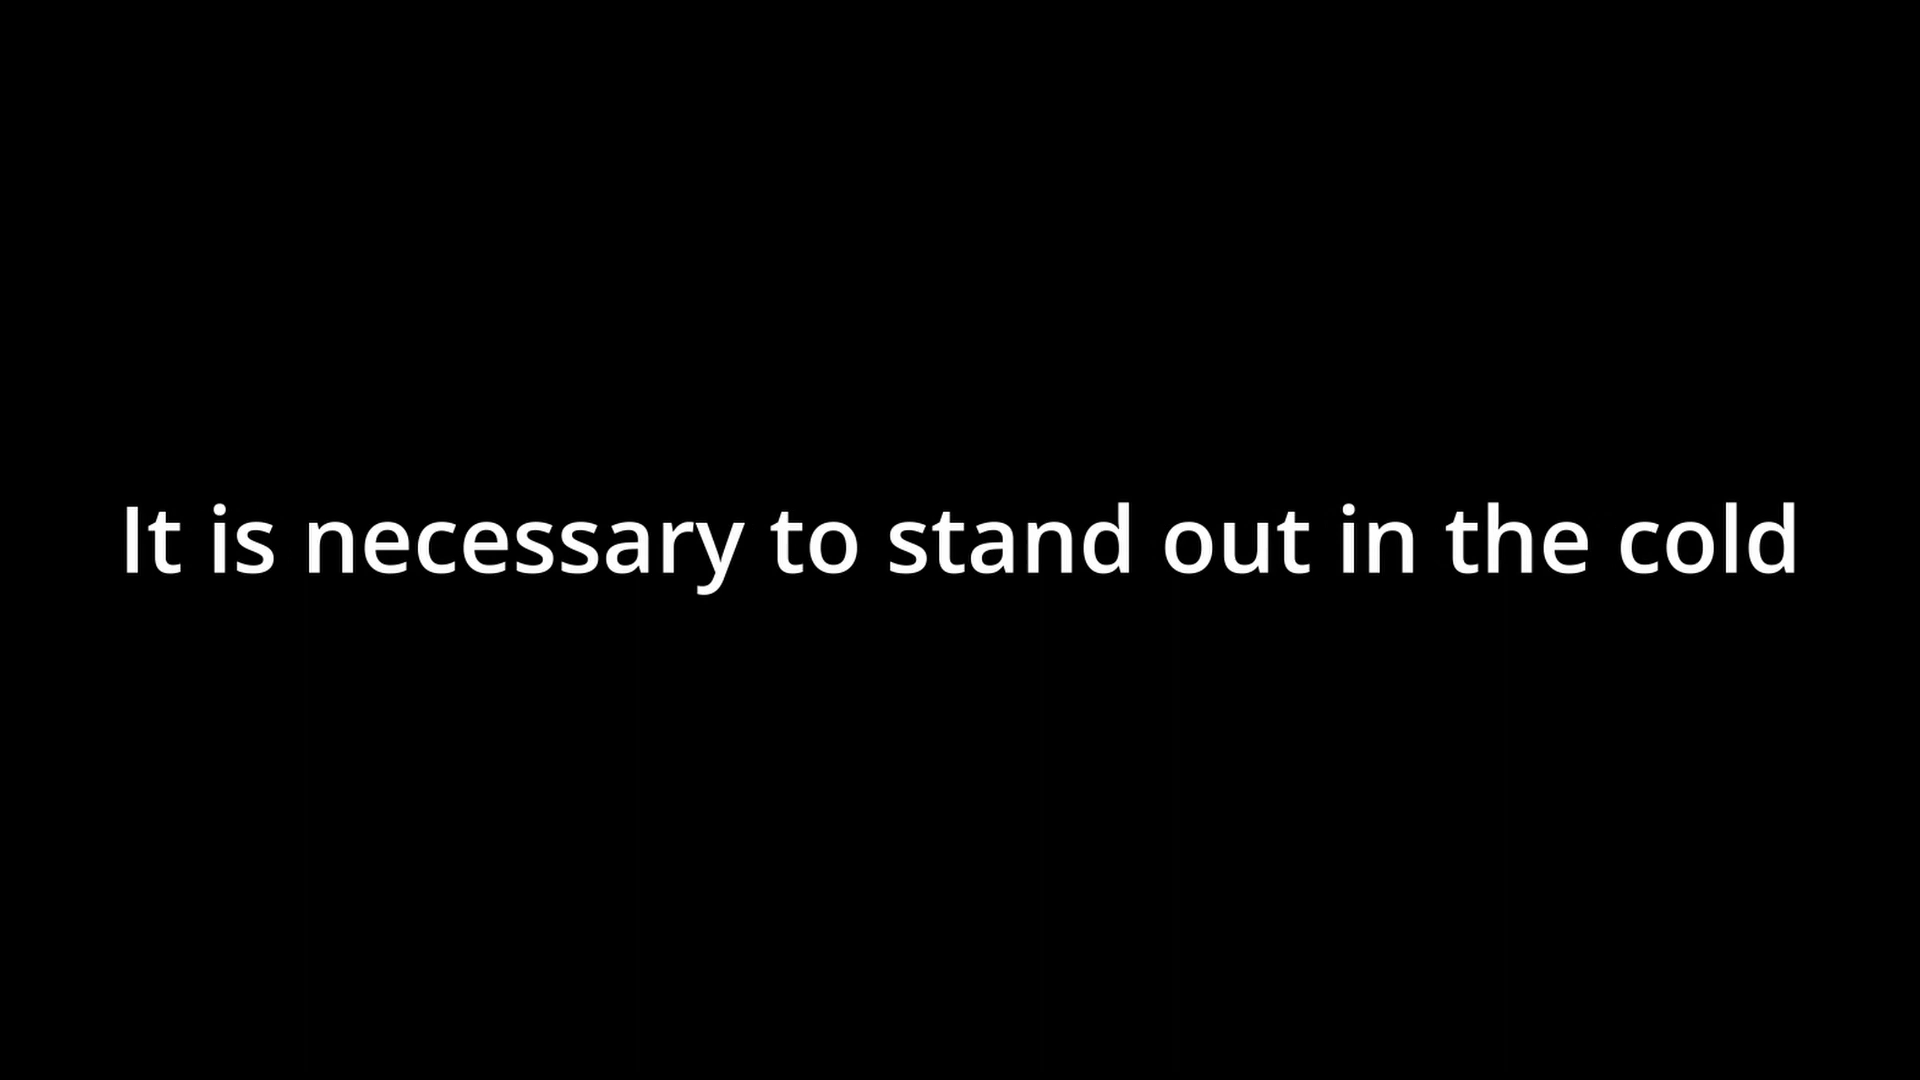 It is necessary to stand out in the cold